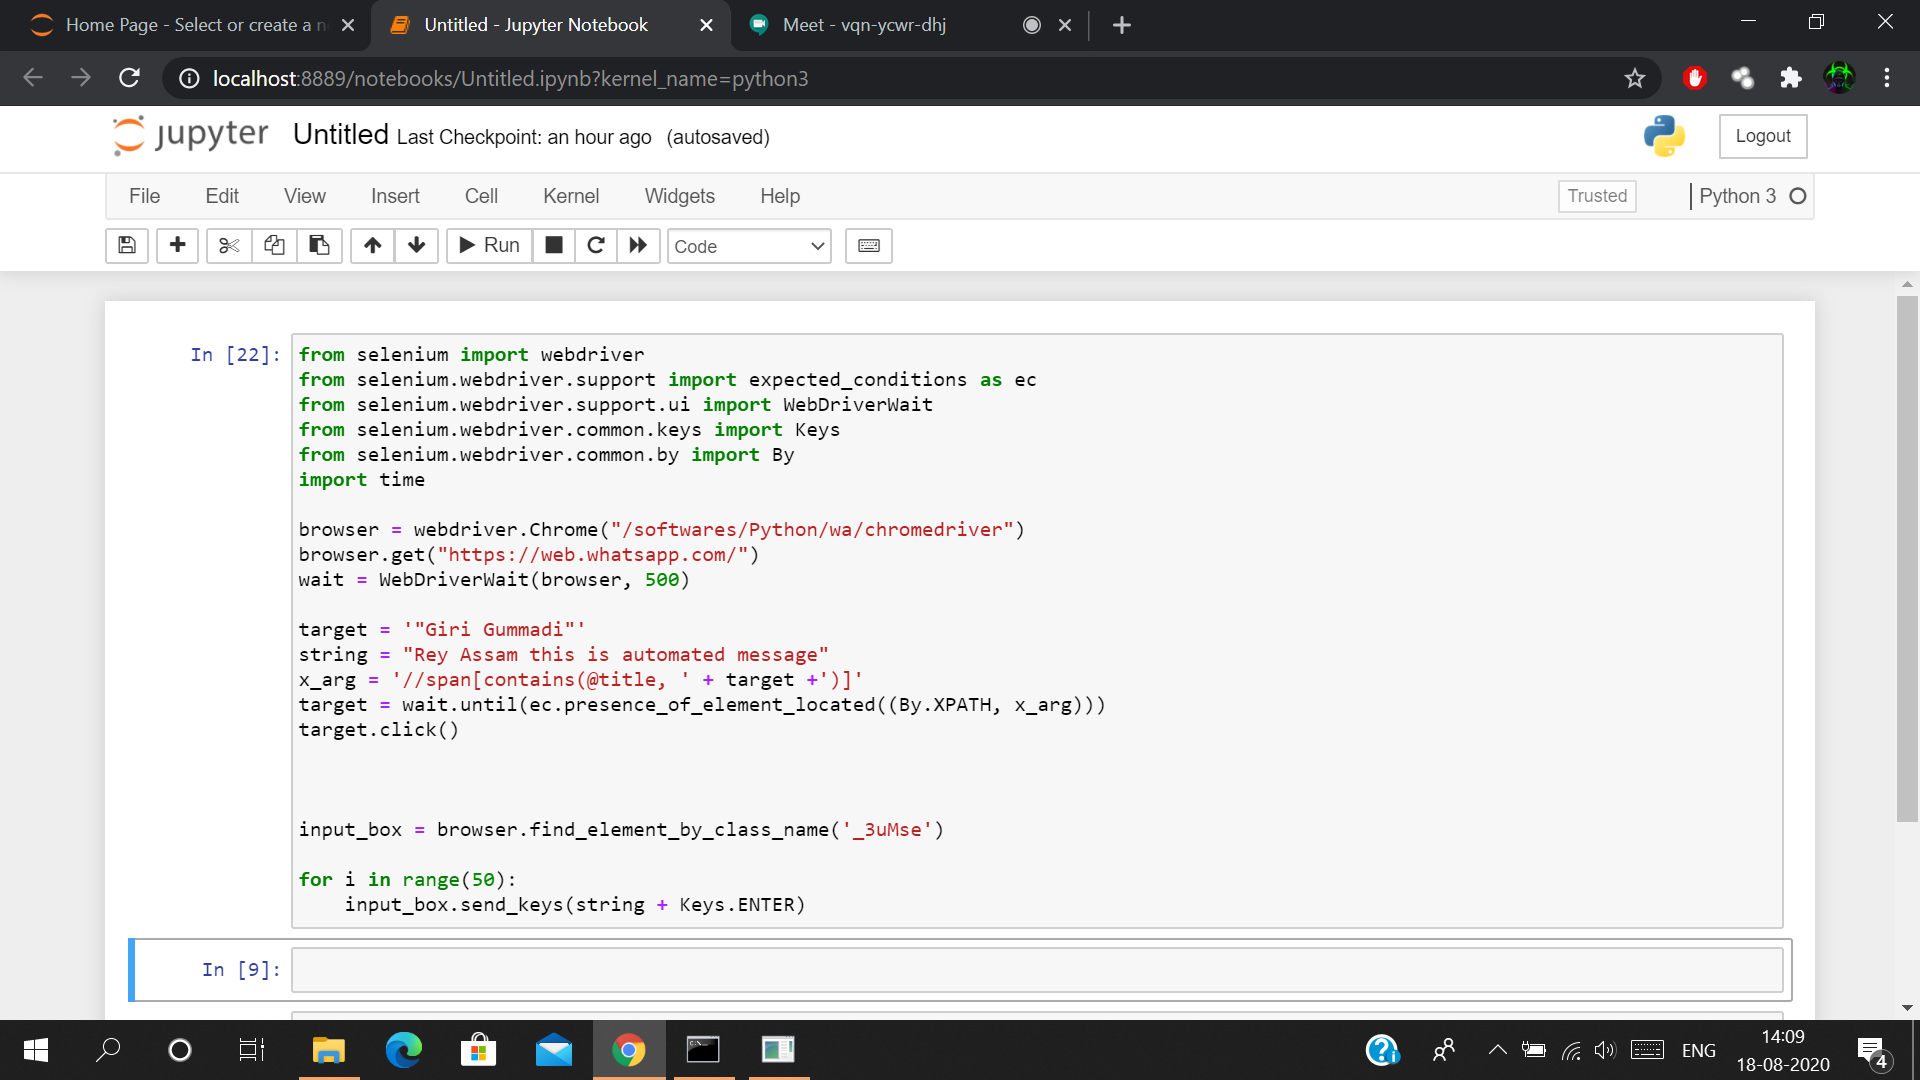 Home Page - Select or create a n
Untitled - Jupyter Notebook
Meet - vqn-ycwr-dhj
localhost:8889/notebooks/Untitled.ipynb?kernel_name=python3
jupyter Untitled Last Checkpoint: an hour ago (autosaved)
Logout
File Edit View Insert Cell Kernel Widgets Help
Trusted
Python 3
Run
Code
In [22]:
from selenium import webdriver
from selenium.webdriver.support import expected_conditions as ec
from selenium.webdriver.support.ui import WebDriverWait
from selenium.webdriver.common.keys import Keys
from selenium.webdriver.common.by import By
import time
browser = webdriver.Chrome("/softwares/Python/wa/chromedriver")
browser.get("https://web.whatsapp.com/")
wait = WebDriverWait(browser, 500)
target = '"Giri Gummadi"'
string = "Rey Assam this is automated message"
x_arg = '//span[contains(@title, ' + target +')]'
target = wait.until(ec.presence_of_element_located((By.XPATH, x_arg)))
target.click()
input_box = browser.find_element_by_class_name('_3uMse')
for i in range(50):
    input_box.send_keys(string + Keys.ENTER)
In [9]:
ENG
14:09
18-08-2020
4